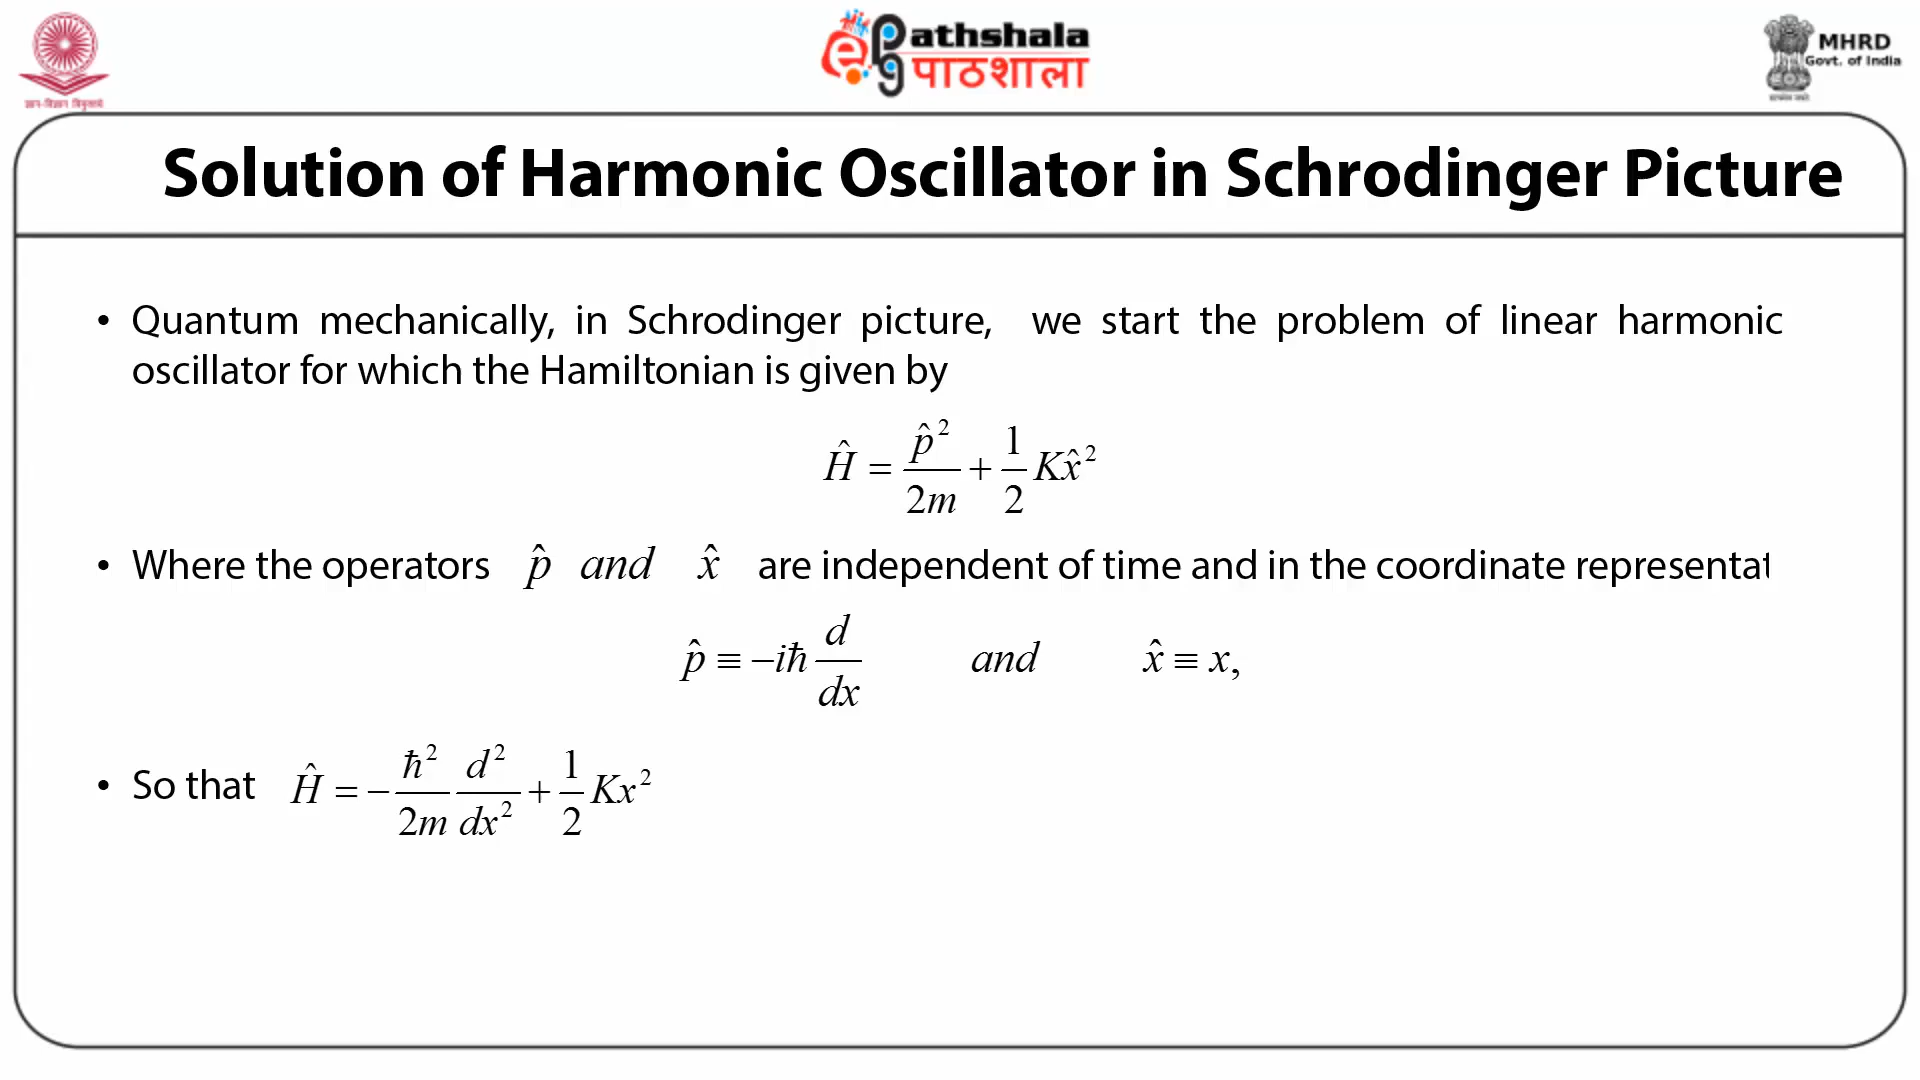 ePathshala
पाठशाला
MHRD
Govt. of India
Solution of Harmonic Oscillator in Schrodinger Picture
• Quantum mechanically, in Schrodinger picture, we start the problem of linear harmonic
oscillator for which the Hamiltonian is given by
Ĥ = p̂²/2m + 1/2 Kx̂²
• Where the operators p̂ and x̂ are independent of time and in the coordinate representat
p̂ ≡ −iħ d/dx and x̂ ≡ x,
• So that Ĥ = −ħ²/2m d²/dx² + 1/2 Kx²